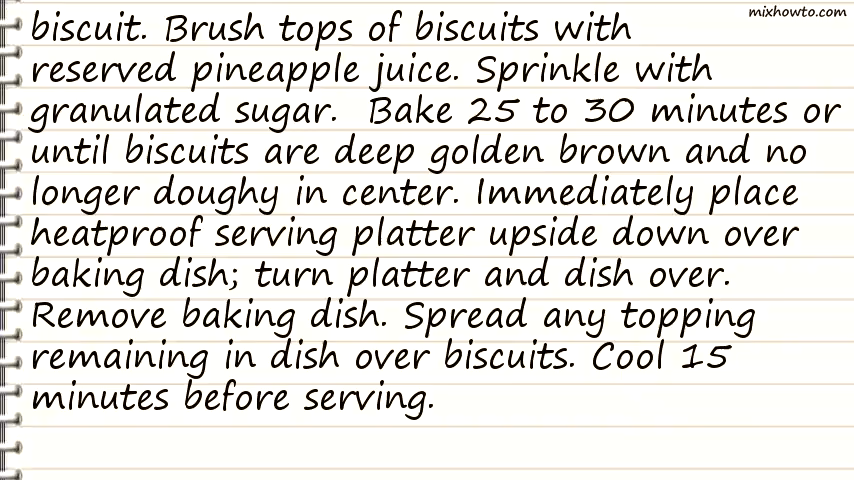 mixhowto.com
biscuit. Brush tops of biscuits with
reserved pineapple juice. Sprinkle with
granulated sugar.  Bake 25 to 30 minutes or
until biscuits are deep golden brown and no
longer doughy in center. Immediately place
heatproof serving platter upside down over
baking dish; turn platter and dish over.
Remove baking dish. Spread any topping
remaining in dish over biscuits. Cool 15
minutes before serving.